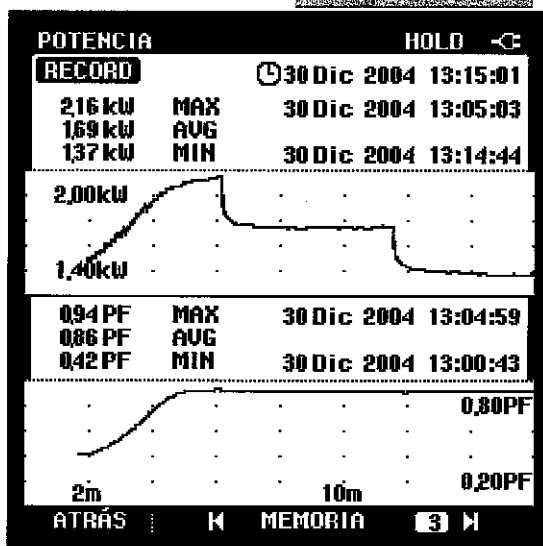 POTENCIA HOLD
RECORD 30 Dic 2004 13:15:01
2,16 kW MAX 30 Dic 2004 13:05:03
1,69 kW AVG
1,37 kW MIN 30 Dic 2004 13:14:44
2,00kW
1,40kW
0,94 PF MAX 30 Dic 2004 13:04:59
0,86 PF AVG
0,42 PF MIN 30 Dic 2004 13:00:43
0,80PF
0,20PF
2m 10m
ATRÁS MEMORIA 3